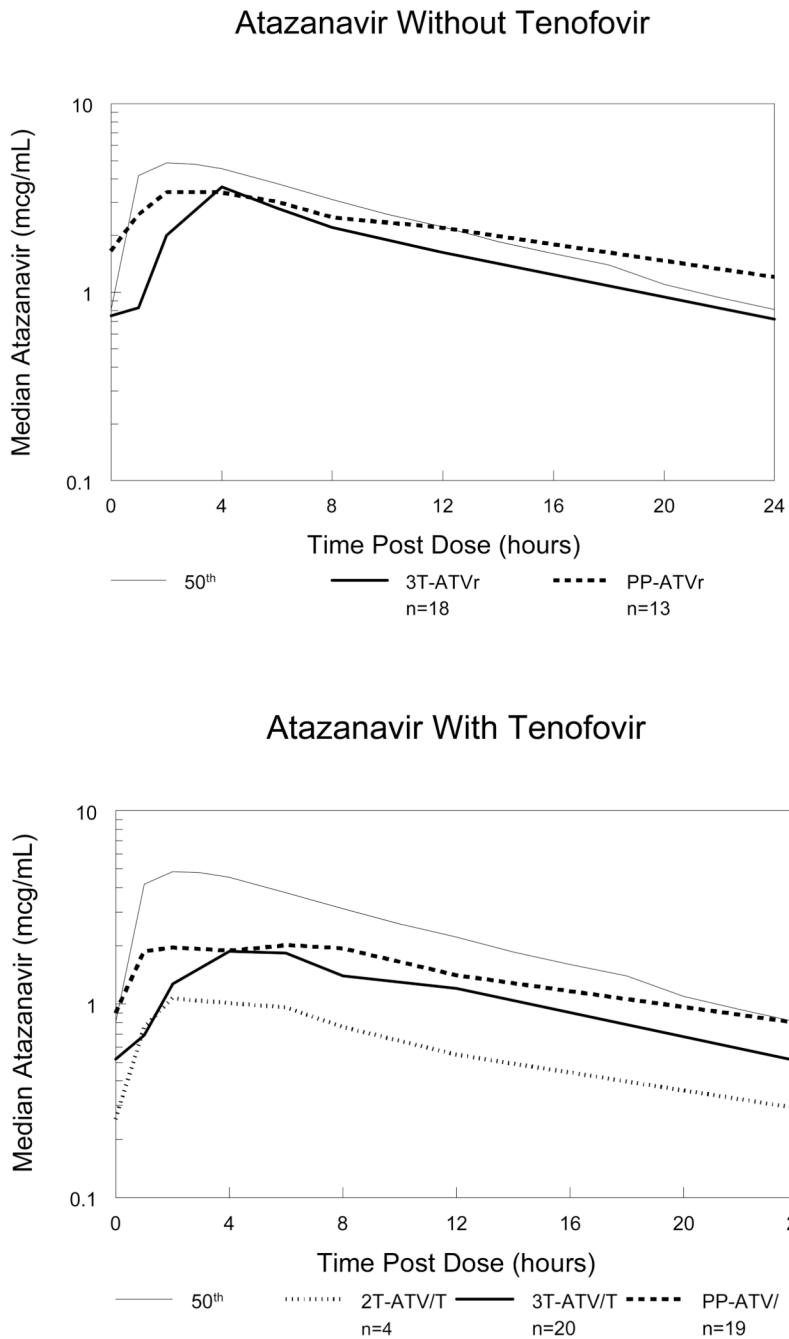 Atazanavir Without Tenofovir
Median Atazanavir (mcg/mL)
10
1
0.1
0 4 8 12 16 20 24
Time Post Dose (hours)
50th 3T-ATVr PP-ATVr
n=18 n=13
Atazanavir With Tenofovir
Median Atazanavir (mcg/mL)
10
1
0.1
0 4 8 12 16 20 2
Time Post Dose (hours)
50th 2T-ATV/T 3T-ATV/T PP-ATV/
n=4 n=20 n=19